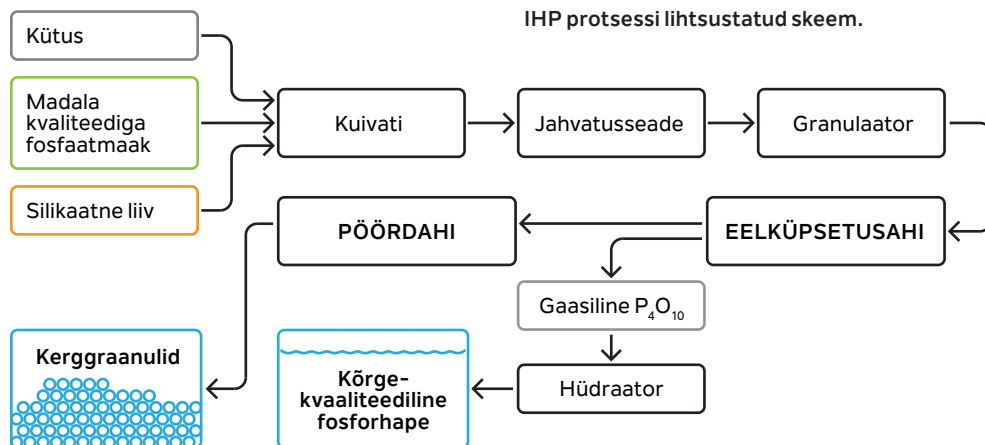 IHP protsessi lihtsustatud skeem.
Kütus
Madala
kvaliteediga
fosfaatmaak
Silikaatne liiv
Kuivati
Jahvatusseade
Granulaator
PÖÖRDAHI
EELKÜPSETUSAHI
Gaasiline P₄O₁₀
Hüdraator
Kerggraanulid
Kõrge-
kvaaliteediline
fosforhape